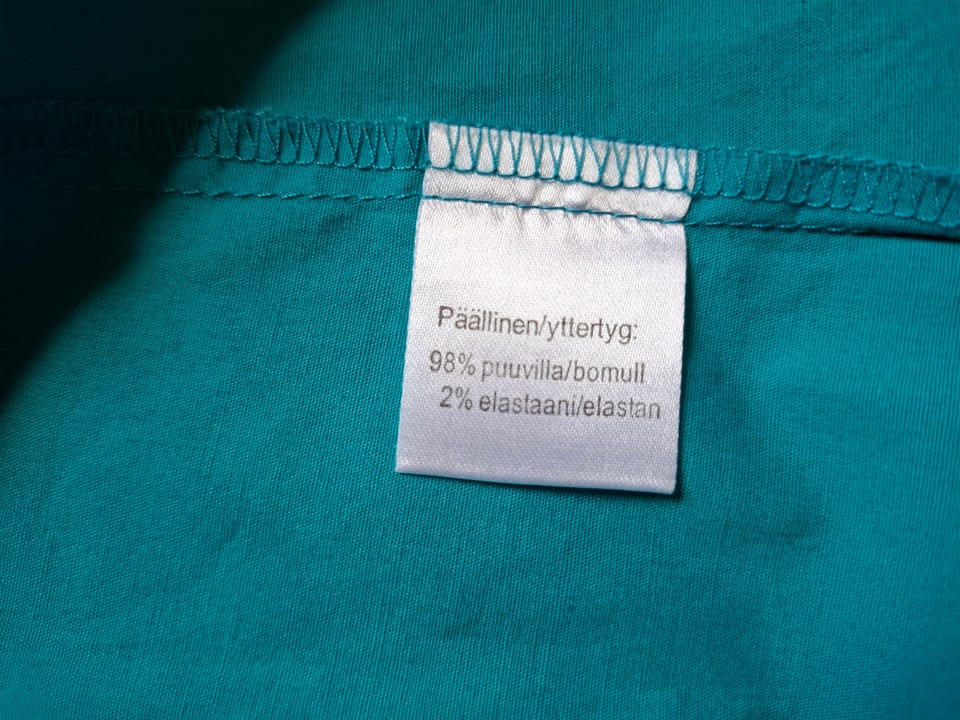 Päällinen/yttertyg:
98% puuvilla/bomull
2% elastaani/elastan